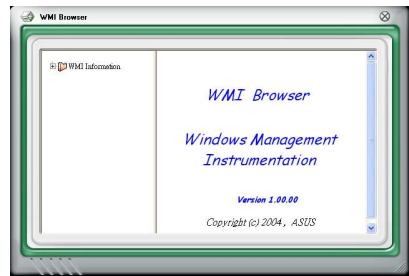 WMI Browser
WMI Information
WMI Browser
Windows Management
Instrumentation
Version 1.00.00
Copyright (c) 2004, ASUS